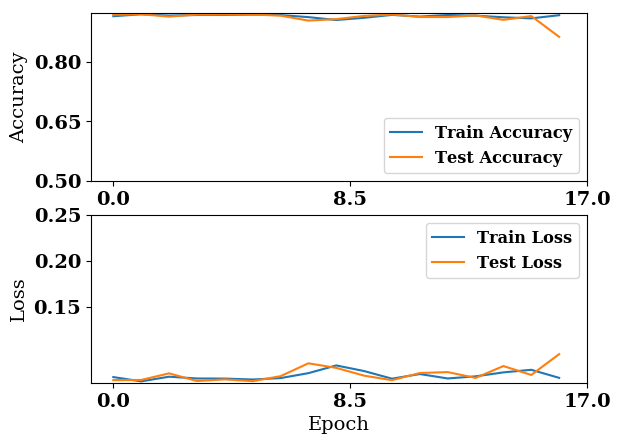 0.80
0.65
0.50
Accuracy
Train Accuracy
Test Accuracy
0.0 8.5 17.0
0.25
0.20
0.15
Loss
Train Loss
Test Loss
0.0 8.5 17.0
Epoch